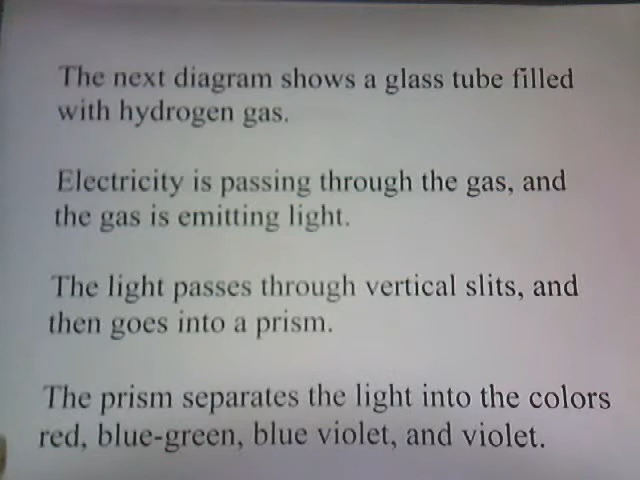 The next diagram shows a glass tube filled
with hydrogen gas.
Electricity is passing through the gas, and
the gas is emitting light.
The light passes through vertical slits, and
then goes into a prism.
The prism separates the light into the colors
red, blue-green, blue violet, and violet.